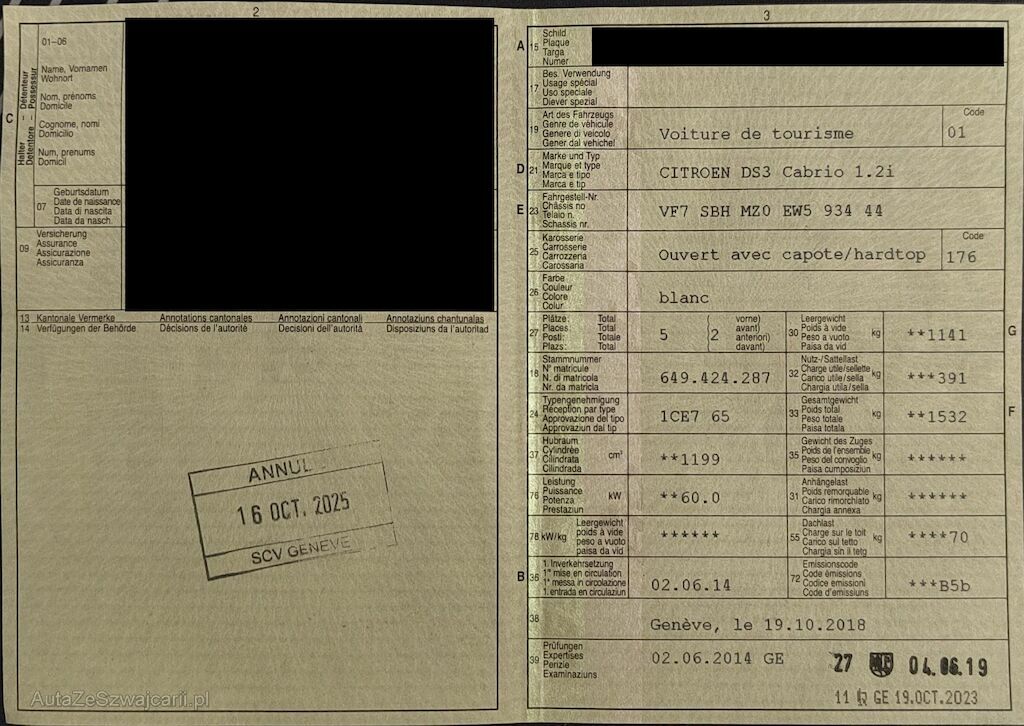 2
01-06
Halter - Détenteur
Detentore - Possessur
Name, Vornamen
Wohnort
Nom, prénoms
Domicile
C
Cognome, nomi
Domicilio
Num, prenums
Domicil
07
Geburtsdatum
Date de naissance
Data di nascita
Data da nasch.
09
Versicherung
Assurance
Assicurazione
Assicuranza
13 Kantonale Vermerke Annotations cantonales Annotazioni cantonali Annotaziuns chantunalas
14 Verfügungen der Behörde Décisions de l'autorité Decisioni dell'autorità Disposiziuns da l'autoritad
ANNUL
16 OCT. 2025
SCV GENEVE
AutaZeSzwajcarii.pl
3
A 15
Schild
Plaque
Targa
Numer
17
Bes. Verwendung
Usage spécial
Uso speciale
Diever spezial
19
Art des Fahrzeugs
Genre de véhicule
Genere di veicolo
Gener dal vehichel
Voiture de tourisme
Code
01
D 21
Marke und Typ
Marque et type
Marca e tipo
Marca e tip
CITROEN DS3 Cabrio 1.2i
E 23
Fahrgestell-Nr.
Châssis no
Telaio n.
Schassis nr.
VF7 SBH MZ0 EW5 934 44
25
Karosserie
Carrosserie
Carrozzeria
Carossaria
Ouvert avec capote/hardtop
Code
176
26
Farbe
Couleur
Colore
Colur
blanc
27
Plätze: Total
Places: Total
Posti: Totale
Plazs: Total
5
vorne)
avant)
anteriori)
davant)
(2
30
Leergewicht
Poids à vide
Peso a vuoto
Paisa da vid
kg
**1141
G
18
Stammnummer
N° matricule
N. di matricola
Nr. da matricla
649.424.287
32
Nutz-/Sattellast
Charge utile/sellette
Carico utile/sella
Chargia utila/sella
kg
***391
24
Typengenehmigung
Réception par type
Approvazione del tipo
Approvaziun dal tip
1CE7 65
33
Gesamtgewicht
Poids total
Peso totale
Paisa totala
kg
**1532
F
37
Hubraum
Cylindrée
Cilindrata
Cilindrada
cm³
**1199
35
Gewicht des Zuges
Poids de l'ensemble
Peso del convoglio
Paisa cumposiziun
kg
******
76
Leistung
Puissance
Potenza
Prestaziun
kW
**60.0
31
Anhängelast
Poids remorquable
Carico rimorchiato
Chargia annexa
kg
******
78 kW/kg
Leergewicht
poids à vide
peso a vuoto
paisa da vid
******
55
Dachlast
Charge sur le toit
Carico sul tetto
Chargia sin il tetg
kg
****70
B 36
1. Inverkehrsetzung
1re mise en circulation
1a messa in circolazione
1. entrada en circulaziun
02.06.14
72
Emissionscode
Code émissions
Codice emissioni
Code d'emissiuns
***B5b
38
Genève, le 19.10.2018
39
Prüfungen
Expertises
Perizie
Examinaziuns
02.06.2014 GE
27 04.06.19
11 GE 19.OCT.2023